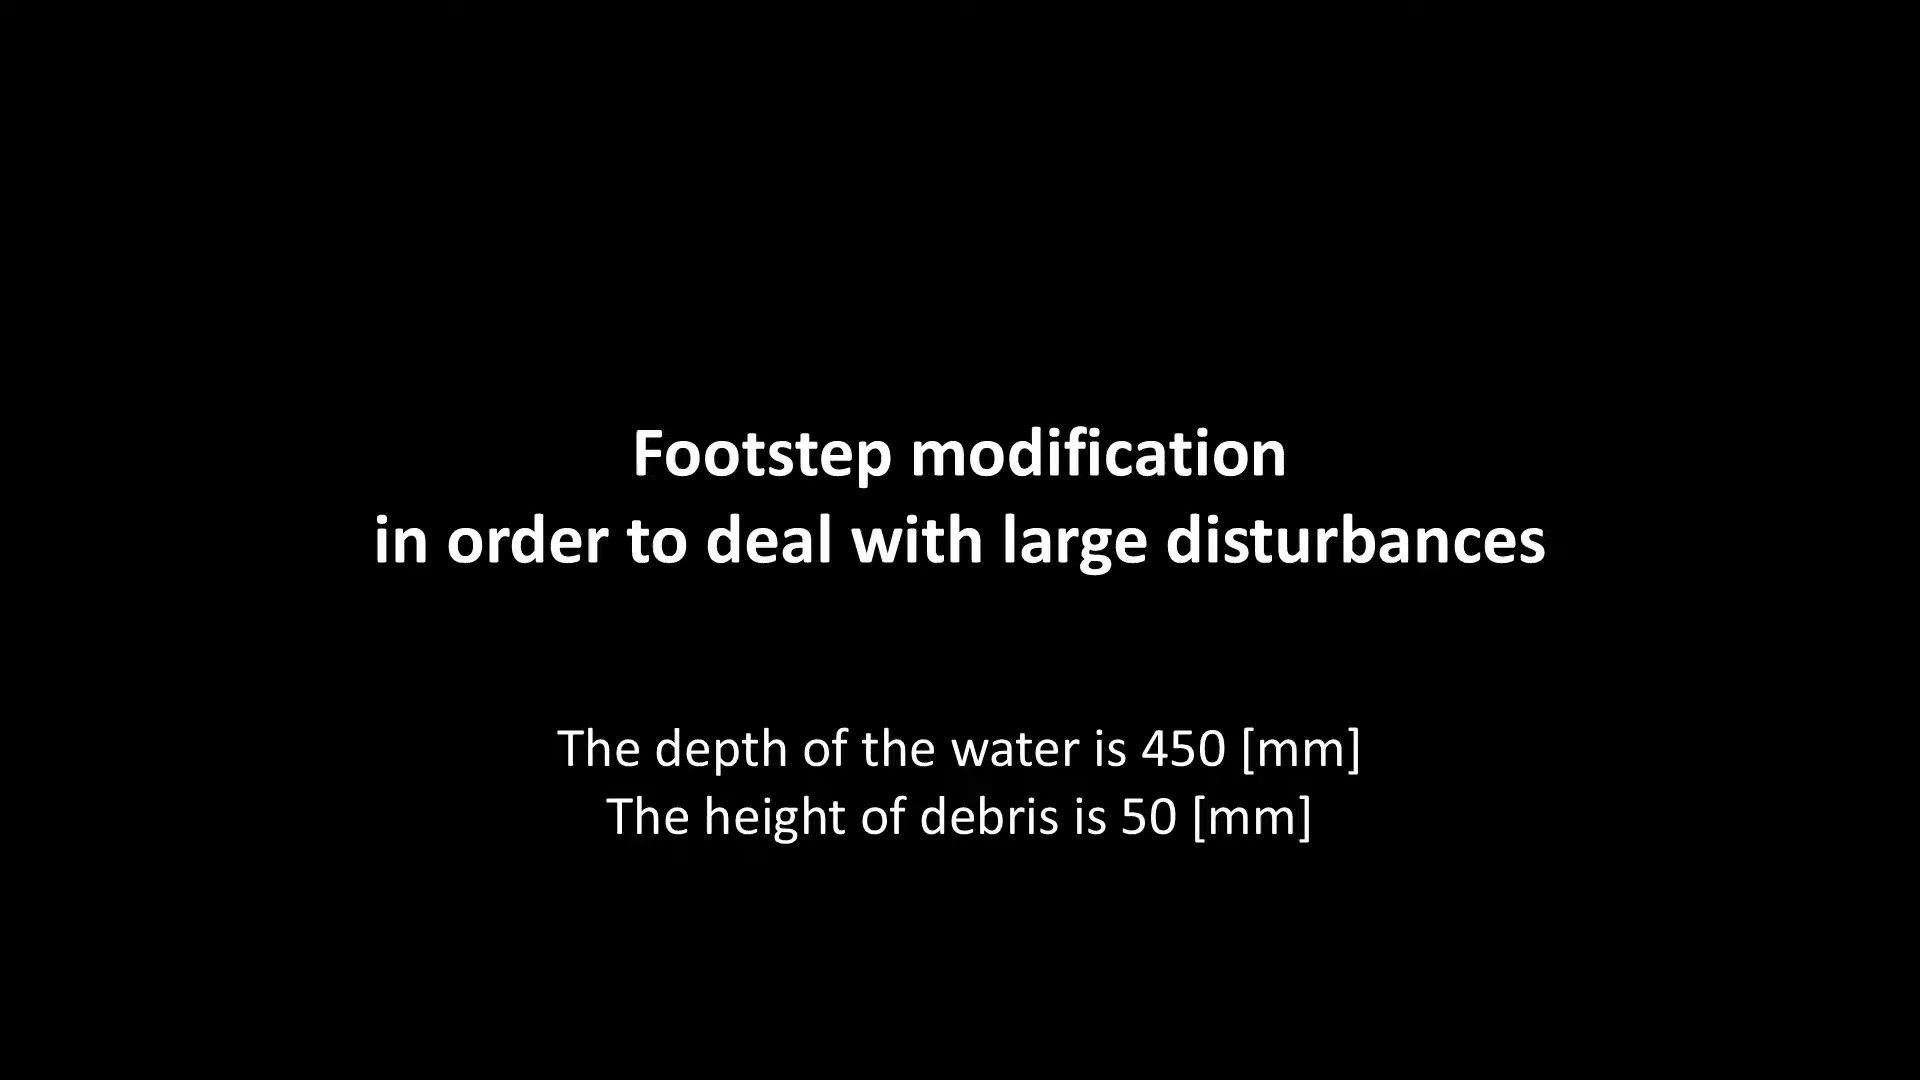 Footstep modification
in order to deal with large disturbances
The depth of the water is 450 [mm]
The height of debris is 50 [mm]